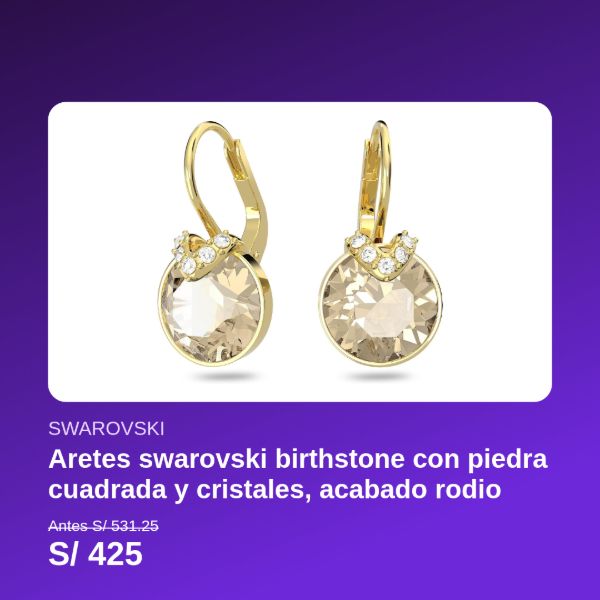 SWAROVSKI
Aretes swarovski birthstone con piedra
cuadrada y cristales, acabado rodio
Antes S/ 531.25
S/ 425